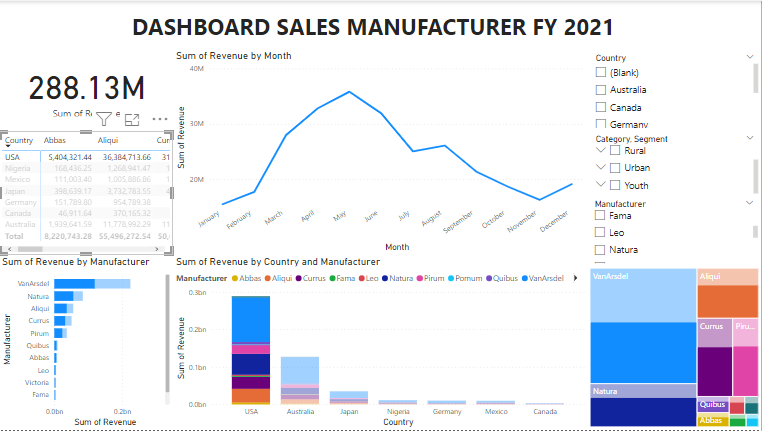 DASHBOARD SALES MANUFACTURER FY 2021
288.13M
Sum of Re e
Country Abbas Aliqui Cur
USA 5,404,321.44 36,384,713.66 31
Nigeria 168,436.25 1,268,941.47
Mexico 111,003.40 1,005,886.86
Japan 398,639.17 3,732,783.55
Germany 151,789.80 954,789.38
Canada 46,911.64 370,165.32
Australia 1,939,641.59 11,778,992.29 11
Total 8,220,743.28 55,496,272.54 50,
Sum of Revenue by Month
Sum of Revenue
40M
30M
20M
January February March April May June July August September October November December
Month
Country
(Blank)
Australia
Canada
Germany
Category, Segment
Rural
Urban
Youth
Manufacturer
Fama
Leo
Natura
Sum of Revenue by Manufacturer
Manufacturer
VanArsdel
Natura
Aliqui
Currus
Pirum
Quibus
Abbas
Leo
Victoria
Fama
0.0bn 0.2bn
Sum of Revenue
Sum of Revenue by Country and Manufacturer
Manufacturer Abbas Aliqui Currus Fama Leo Natura Pirum Pomum Quibus VanArsdel
Sum of Revenue
0.3bn
0.2bn
0.1bn
0.0bn
USA Australia Japan Nigeria Germany Mexico Canada
Country
VanArsdel
Aliqui
Currus
Piru...
Natura
Quibus
Abbas